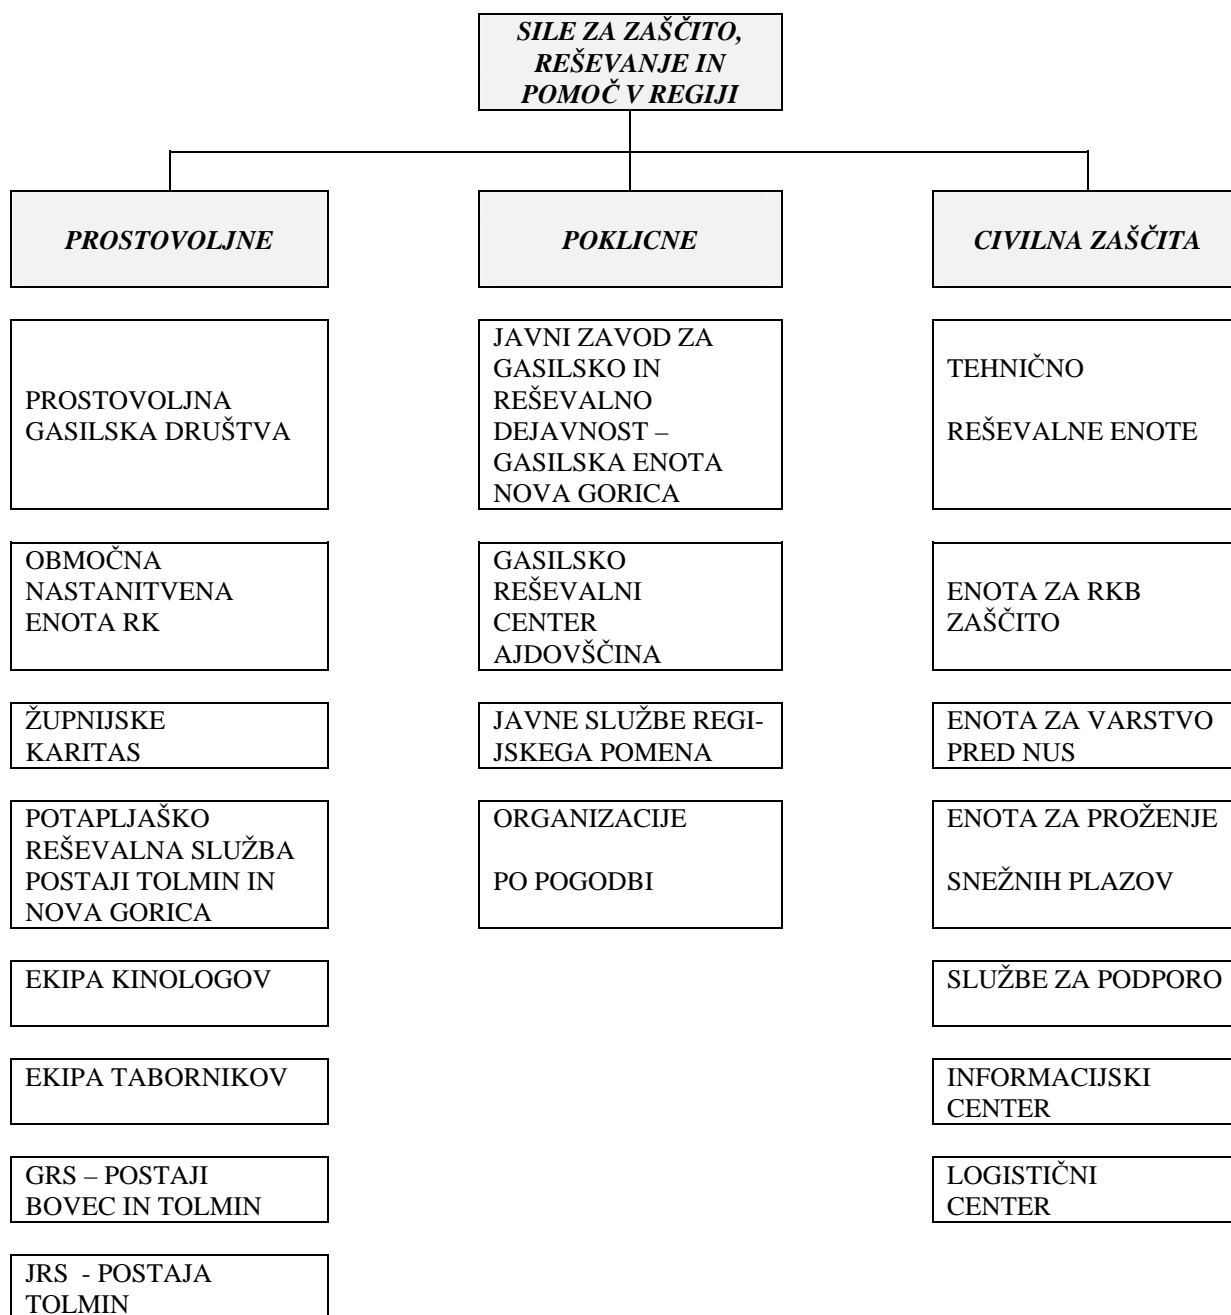 SILE ZA ZAŠČITO,
REŠEVANJE IN
POMOČ V REGIJI
PROSTOVOLJNE
POKLICNE
CIVILNA ZAŠČITA
PROSTOVOLJNA
GASILSKA DRUŠTVA
JAVNI ZAVOD ZA
GASILSKO IN
REŠEVALNO
DEJAVNOST –
GASILSKA ENOTA
NOVA GORICA
TEHNIČNO
REŠEVALNE ENOTE
OBMOČNA
NASTANITVENA
ENOTA RK
GASILSKO
REŠEVALNI
CENTER
AJDOVŠČINA
ENOTA ZA RKB
ZAŠČITO
ŽUPNIJSKE
KARITAS
JAVNE SLUŽBE REGI-
JSKEGA POMENA
ENOTA ZA VARSTVO
PRED NUS
POTAPLJAŠKO
REŠEVALNA SLUŽBA
POSTAJI TOLMIN IN
NOVA GORICA
ORGANIZACIJE
PO POGODBI
ENOTA ZA PROŽENJE
SNEŽNIH PLAZOV
EKIPA KINOLOGOV
SLUŽBE ZA PODPORO
EKIPA TABORNIKOV
INFORMACIJSKI
CENTER
GRS – POSTAJI
BOVEC IN TOLMIN
LOGISTIČNI
CENTER
JRS - POSTAJA
TOLMIN